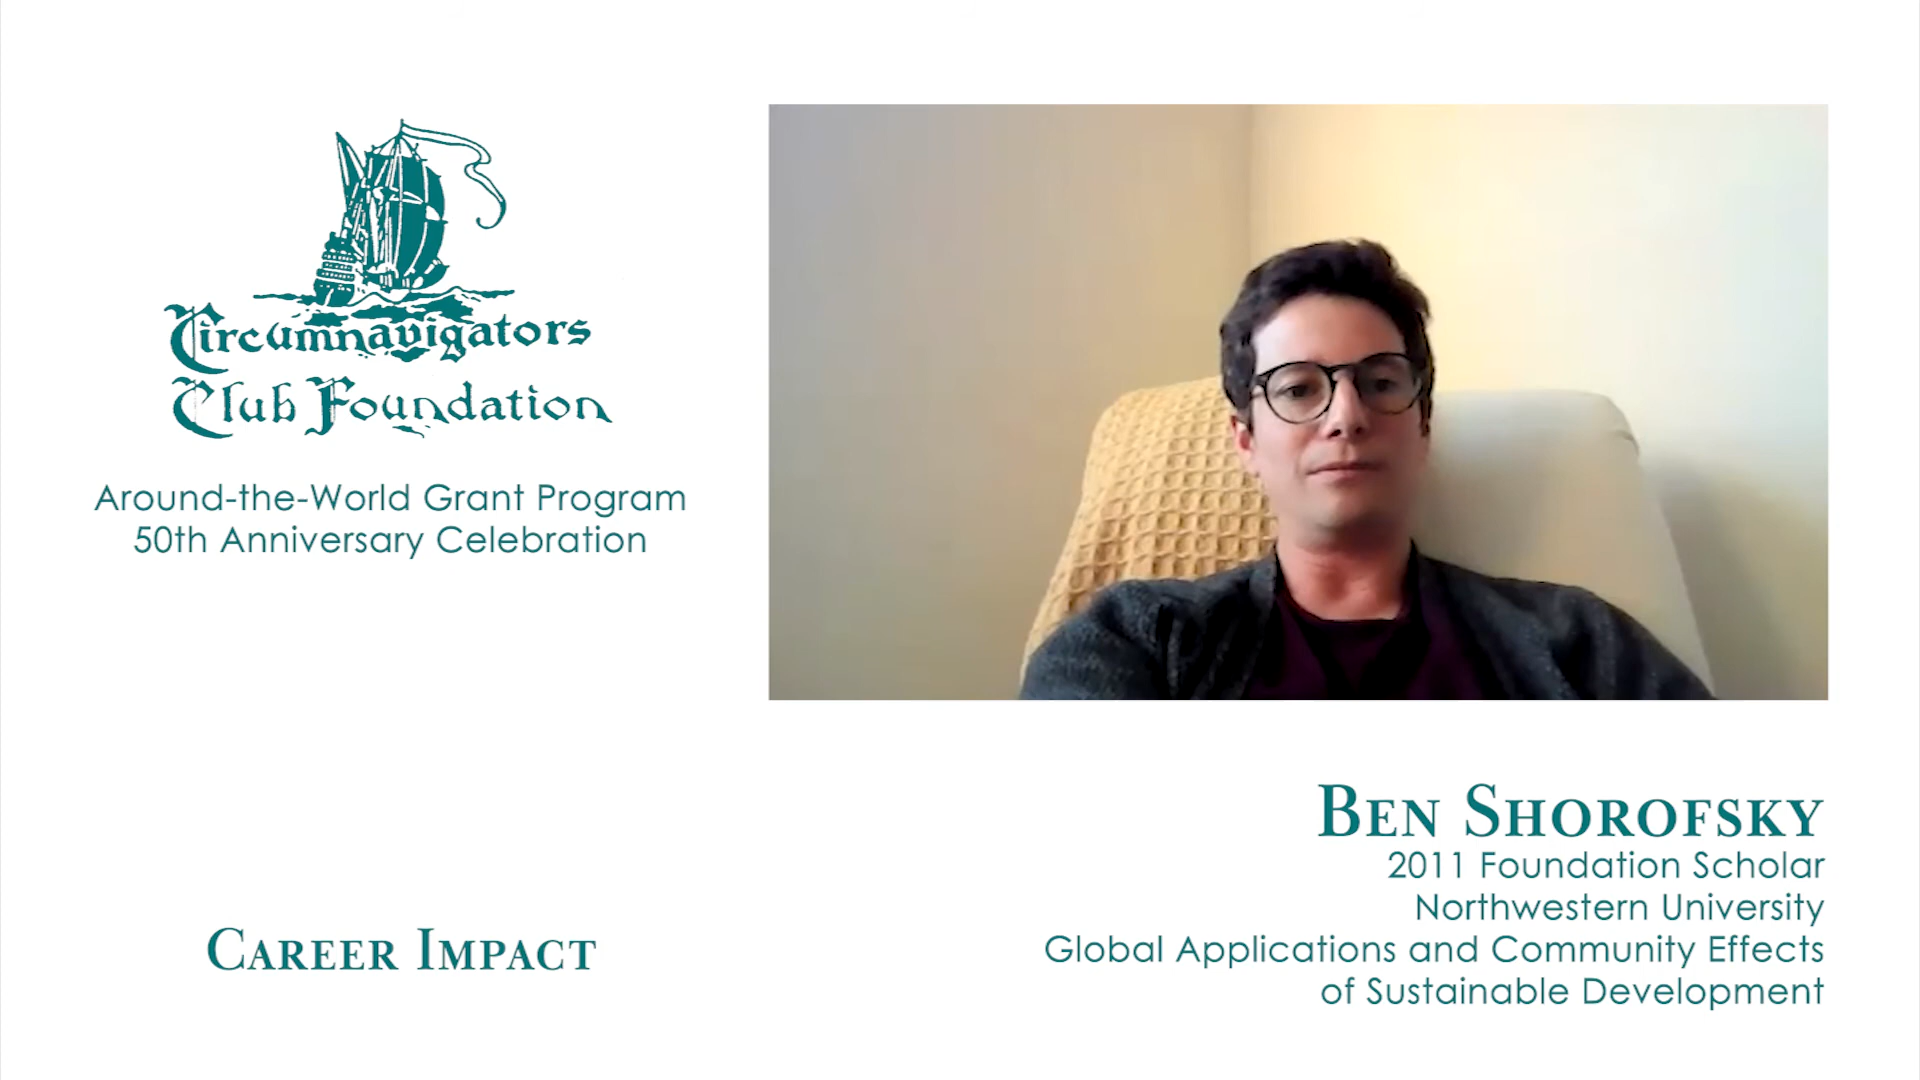 Circumnavigators
Club Foundation
Around-the-World Grant Program
50th Anniversary Celebration
Ben Shorofsky
2011 Foundation Scholar
Northwestern University
Global Applications and Community Effects
of Sustainable Development
Career Impact